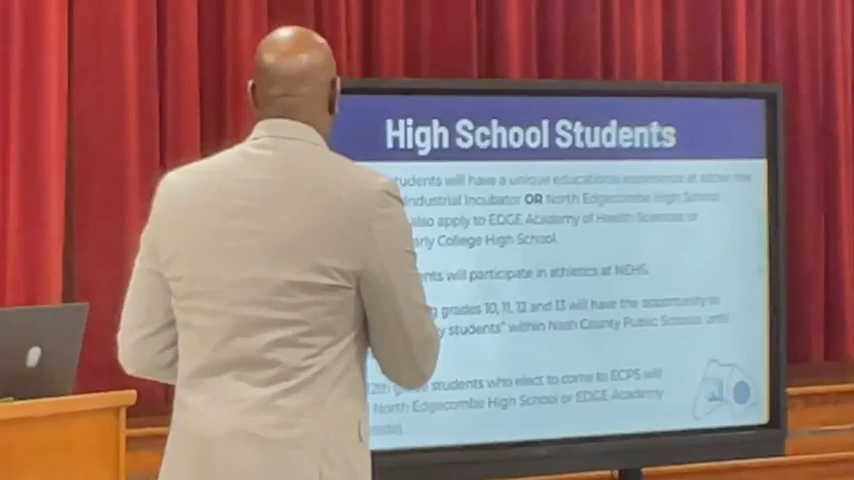 High School Students
students will have a unique educational experience at either the
Industrial Incubator OR North Edgecombe High School.
also apply to EDGE Academy of Health Sciences or
Early College High School.
will participate in athletics at NEHS.
grades 10, 11, 12 and 13 will have the opportunity to
students" within Nash County Public Schools until
12th grade students who elect to come to ECPS will
North Edgecombe High School or EDGE Academy